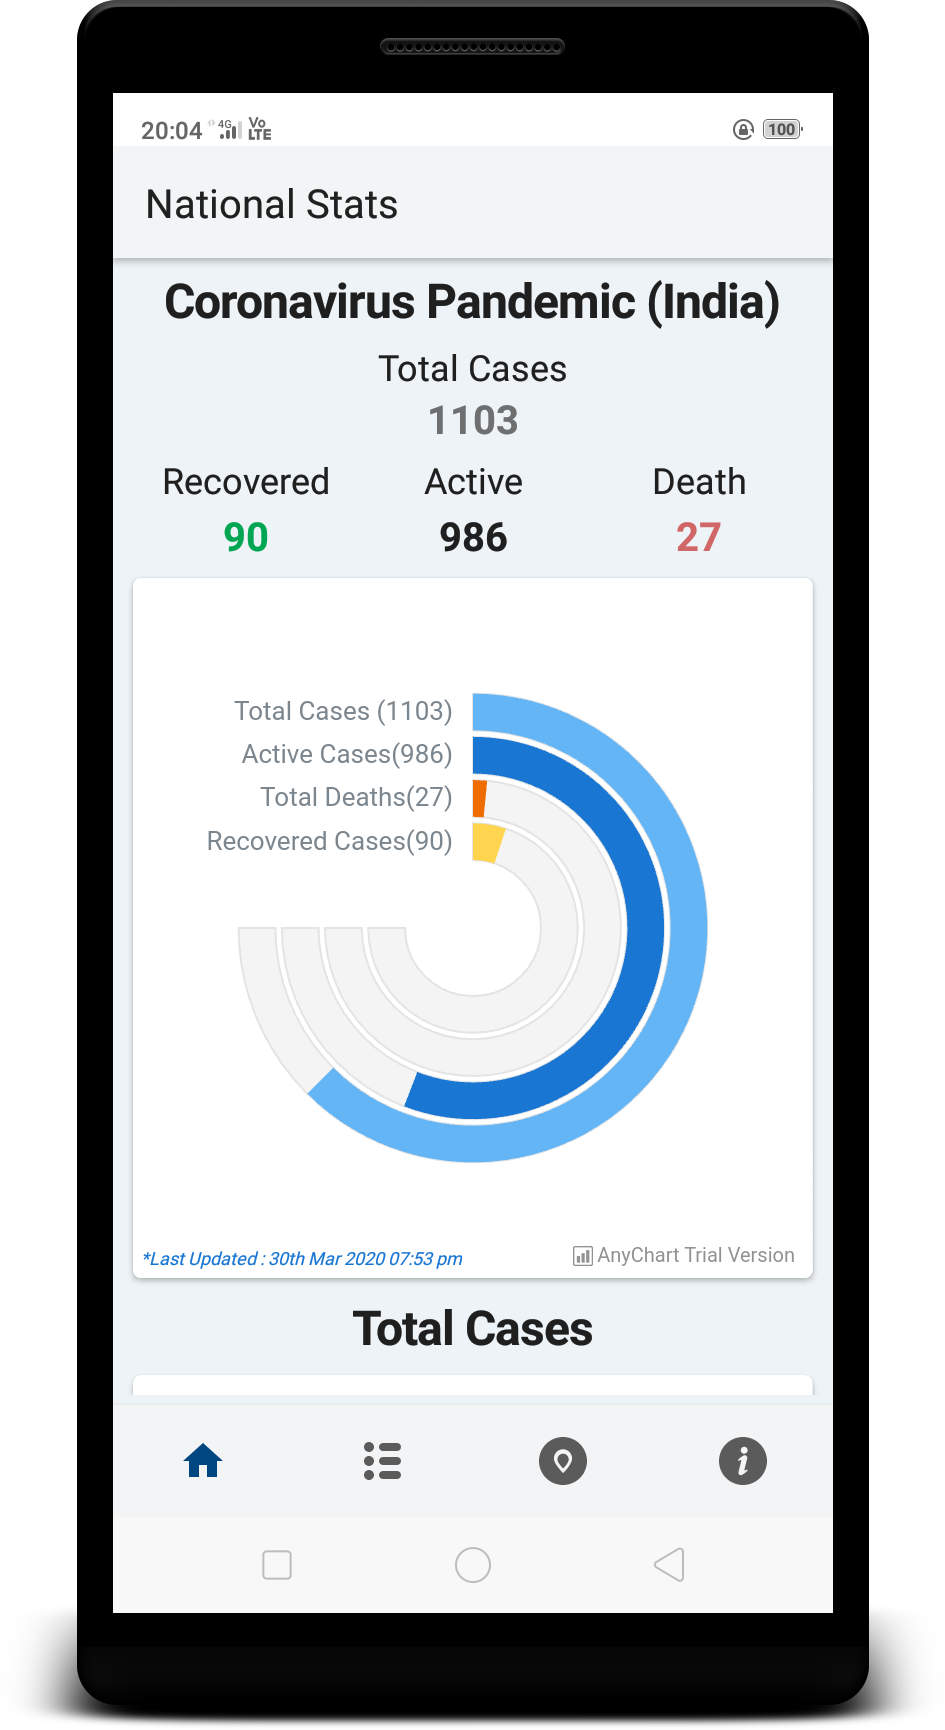 20:04 4G Vo LTE 100
National Stats
Coronavirus Pandemic (India)
Total Cases
1103
Recovered Active Death
90 986 27
Total Cases (1103)
Active Cases(986)
Total Deaths(27)
Recovered Cases(90)
*Last Updated : 30th Mar 2020 07:53 pm
AnyChart Trial Version
Total Cases
i